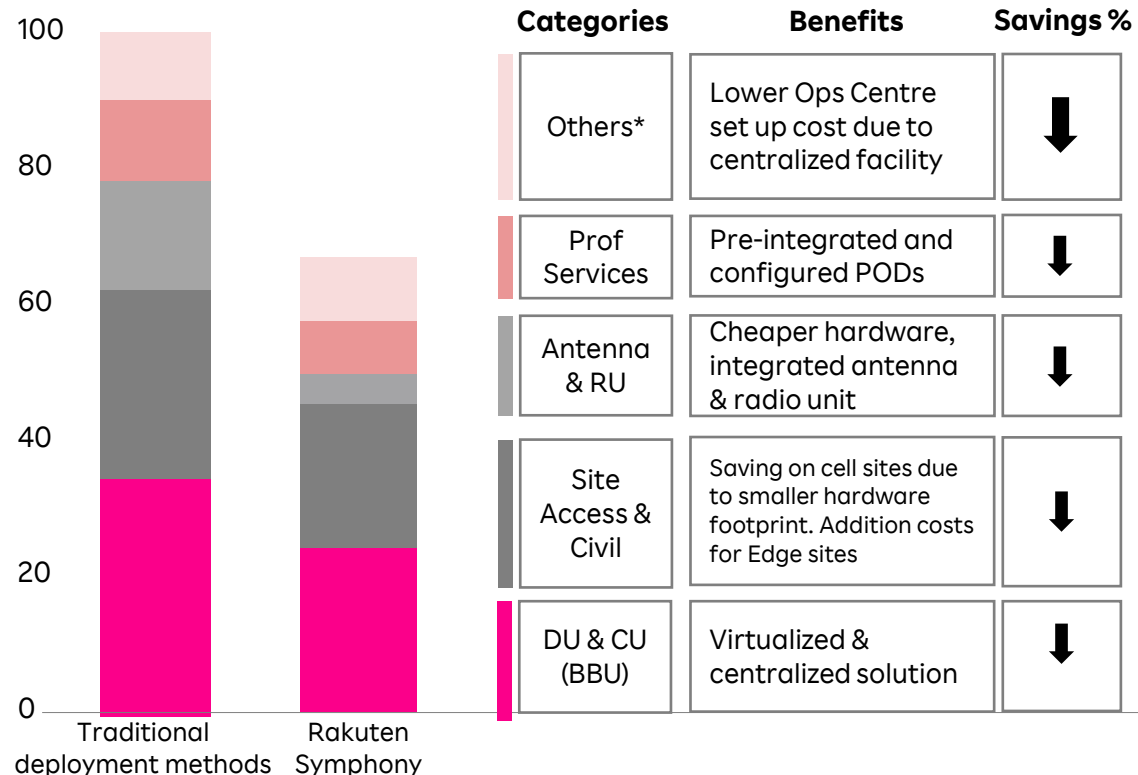 100
80
60
40
20
0
Traditional
deployment methods
Rakuten
Symphony
Categories
Benefits
Savings %
Others*
Lower Ops Centre
set up cost due to
centralized facility
Prof
Services
Pre-integrated and
configured PODs
Antenna
& RU
Cheaper hardware,
integrated antenna
& radio unit
Site
Access &
Civil
Saving on cell sites due
to smaller hardware
footprint. Addition costs
for Edge sites
DU & CU
(BBU)
Virtualized &
centralized solution